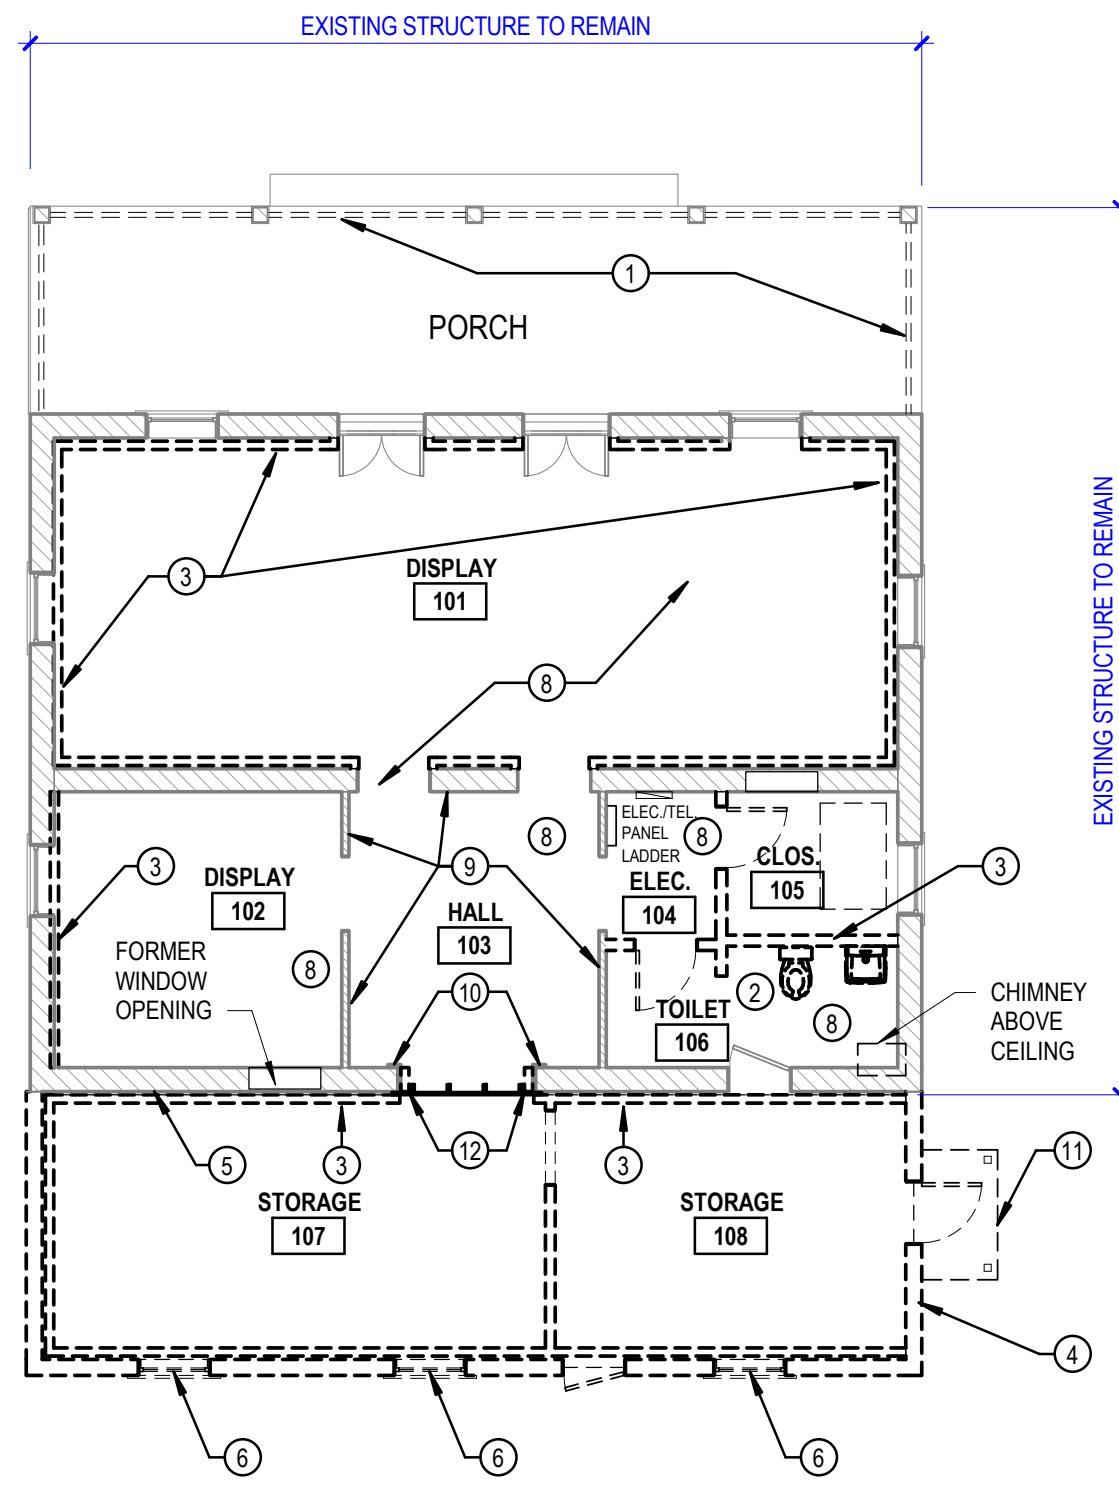 EXISTING STRUCTURE TO REMAIN
1
PORCH
EXISTING STRUCTURE TO REMAIN
3
DISPLAY
101
8
ELEC./TEL.
PANEL
LADDER
8
8
3
DISPLAY
102
9
CLOS.
105
3
ELEC.
104
HALL
103
FORMER
WINDOW
OPENING
8
10
2
TOILET
106
8
CHIMNEY
ABOVE
CEILING
5
3
12
3
11
STORAGE
107
STORAGE
108
4
6
6
6